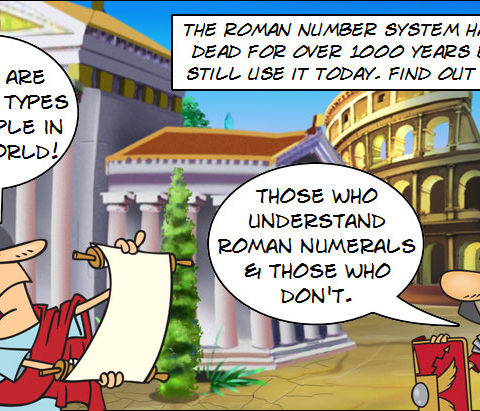 THE ROMAN NUMBER SYSTEM HA
DEAD FOR OVER 1000 YEARS
STILL USE IT TODAY. FIND OUT
ARE
TYPES
PLE IN
ORLD!
THOSE WHO
UNDERSTAND
ROMAN NUMERALS
& THOSE WHO
DON'T.